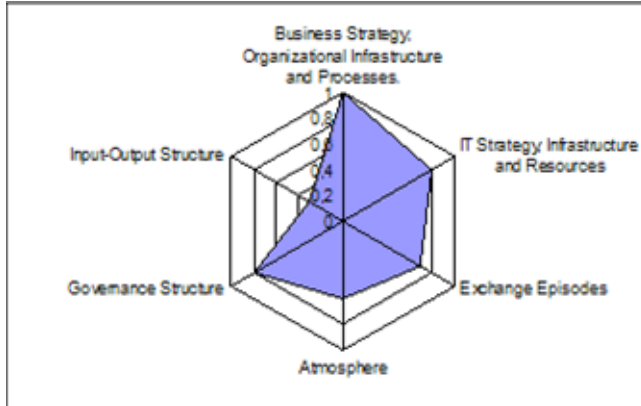 Business Strategy,
Organizational Infrastructure
and Processes.
1
0,8
0,6
0,4
0,2
0
IT Strategy, Infrastructure
and Resources
Input-Output Structure
Governance Structure
Exchange Episodes
Atmosphere